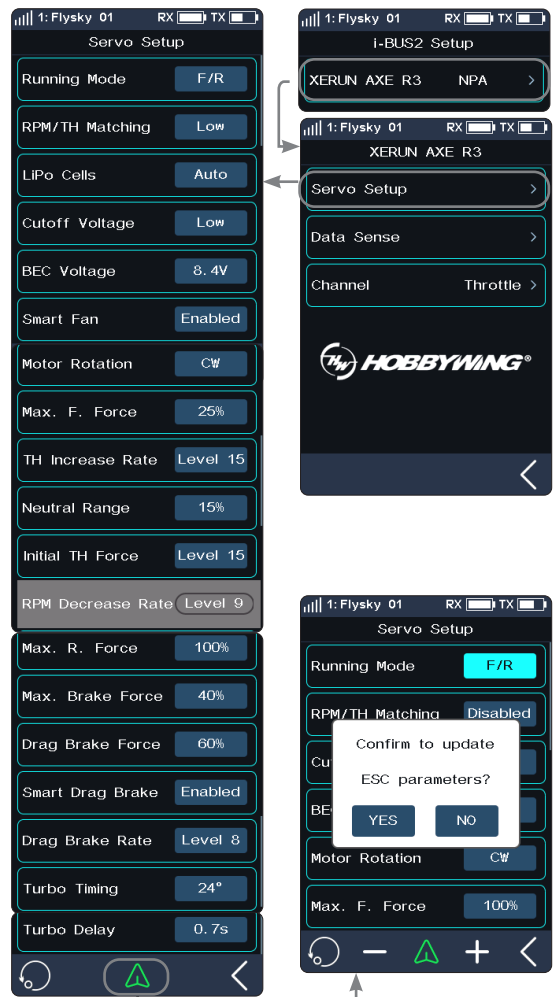 1: Flysky 01 RX TX
Servo Setup
Running Mode F/R
RPM/TH Matching Low
LiPo Cells Auto
Cutoff Voltage Low
BEC Voltage 8.4V
Smart Fan Enabled
Motor Rotation CW
Max. F. Force 25%
TH Increase Rate Level 15
Neutral Range 15%
Initial TH Force Level 15
RPM Decrease Rate Level 9
Max. R. Force 100%
Max. Brake Force 40%
Drag Brake Force 60%
Smart Drag Brake Enabled
Drag Brake Rate Level 8
Turbo Timing 24°
Turbo Delay 0.7s
1: Flysky 01 RX TX
i-BUS2 Setup
XERUN AXE R3 NPA >
1: Flysky 01 RX TX
XERUN AXE R3
Servo Setup >
Data Sense >
Channel Throttle >
HW HOBBYWING®
1: Flysky 01 RX TX
Servo Setup
Running Mode F/R
RPM/TH Matching Disabled
Cu
BE
Confirm to update
ESC parameters?
YES NO
Motor Rotation CW
Max. F. Force 100%